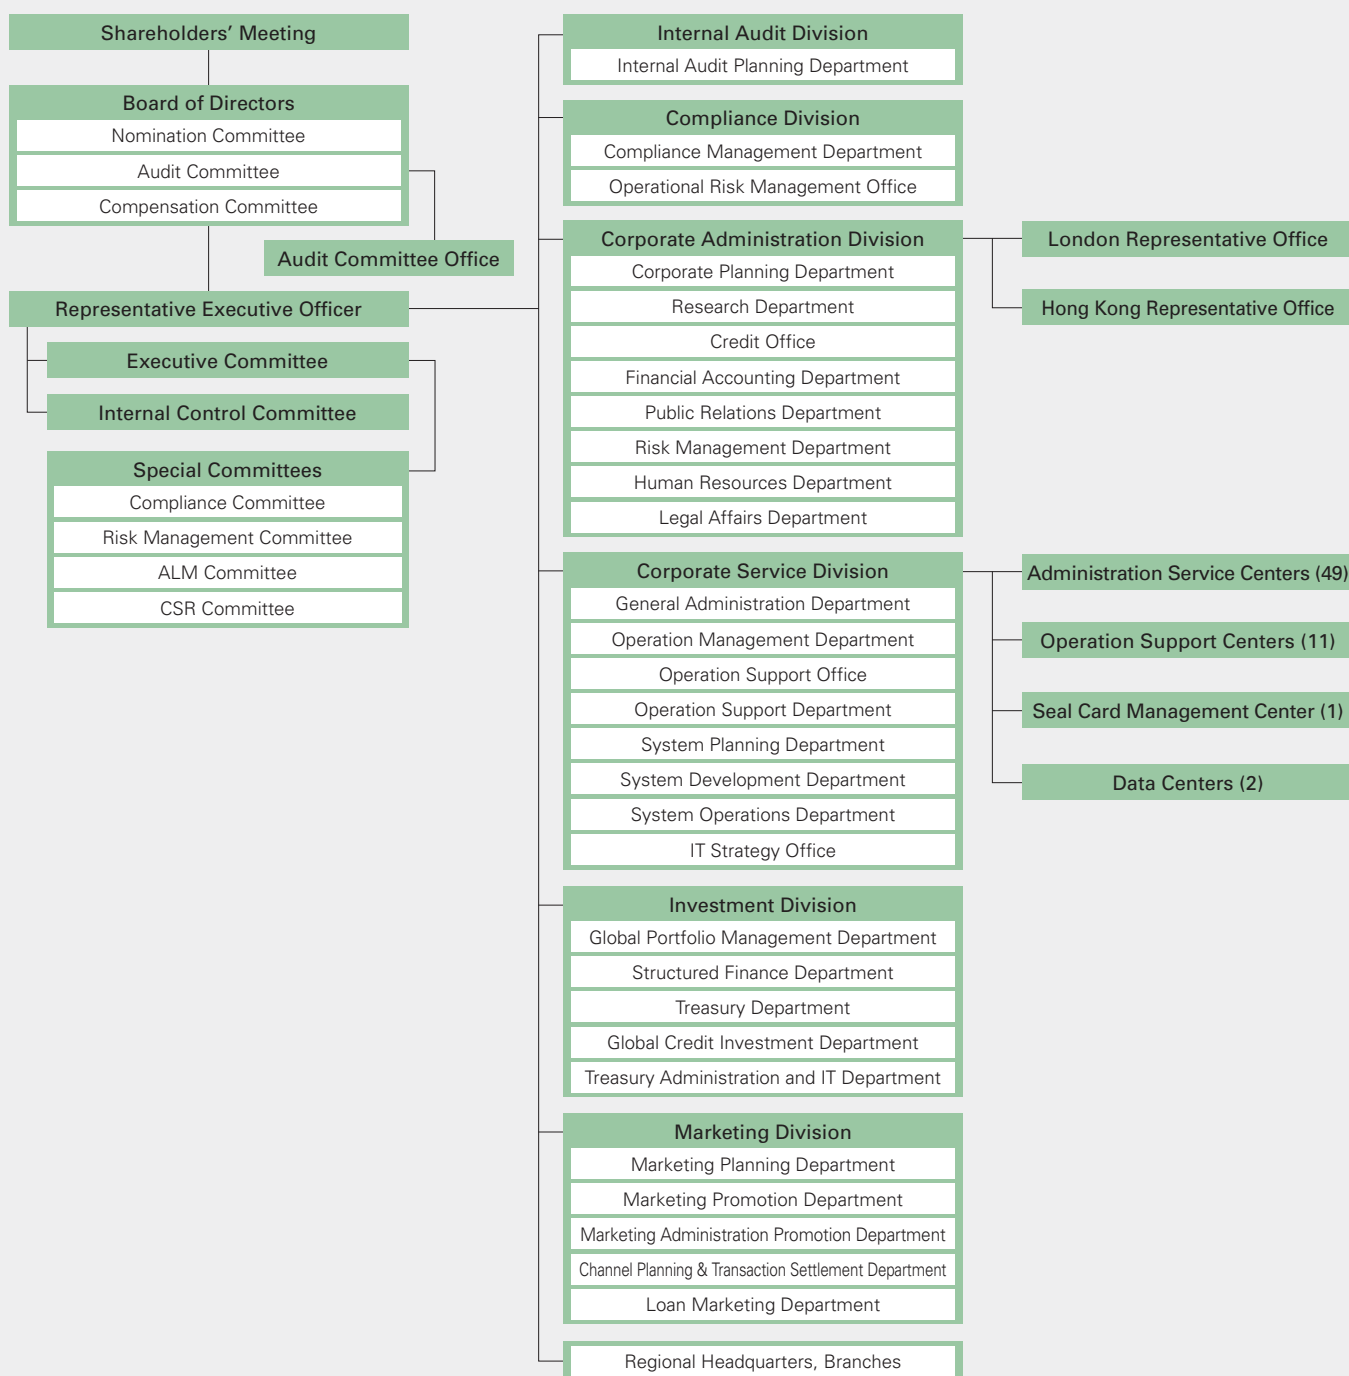 Shareholders’ Meeting
Board of Directors
Nomination Committee
Audit Committee
Compensation Committee
Audit Committee Office
Representative Executive Officer
Executive Committee
Internal Control Committee
Special Committees
Compliance Committee
Risk Management Committee
ALM Committee
CSR Committee
Internal Audit Division
Internal Audit Planning Department
Compliance Division
Compliance Management Department
Operational Risk Management Office
Corporate Administration Division
Corporate Planning Department
Research Department
Credit Office
Financial Accounting Department
Public Relations Department
Risk Management Department
Human Resources Department
Legal Affairs Department
Corporate Service Division
General Administration Department
Operation Management Department
Operation Support Office
Operation Support Department
System Planning Department
System Development Department
System Operations Department
IT Strategy Office
Investment Division
Global Portfolio Management Department
Structured Finance Department
Treasury Department
Global Credit Investment Department
Treasury Administration and IT Department
Marketing Division
Marketing Planning Department
Marketing Promotion Department
Marketing Administration Promotion Department
Channel Planning & Transaction Settlement Department
Loan Marketing Department
Regional Headquarters, Branches
London Representative Office
Hong Kong Representative Office
Administration Service Centers (49)
Operation Support Centers (11)
Seal Card Management Center (1)
Data Centers (2)